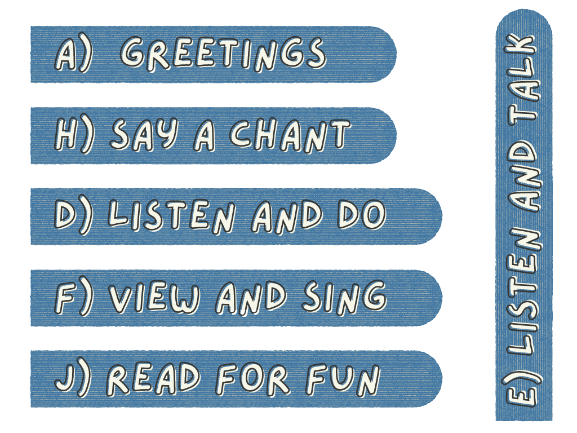 A) GREETINGS
H) SAY A CHANT
D) LISTEN AND DO
F) VIEW AND SING
J) READ FOR FUN
E) LISTEN AND TALK